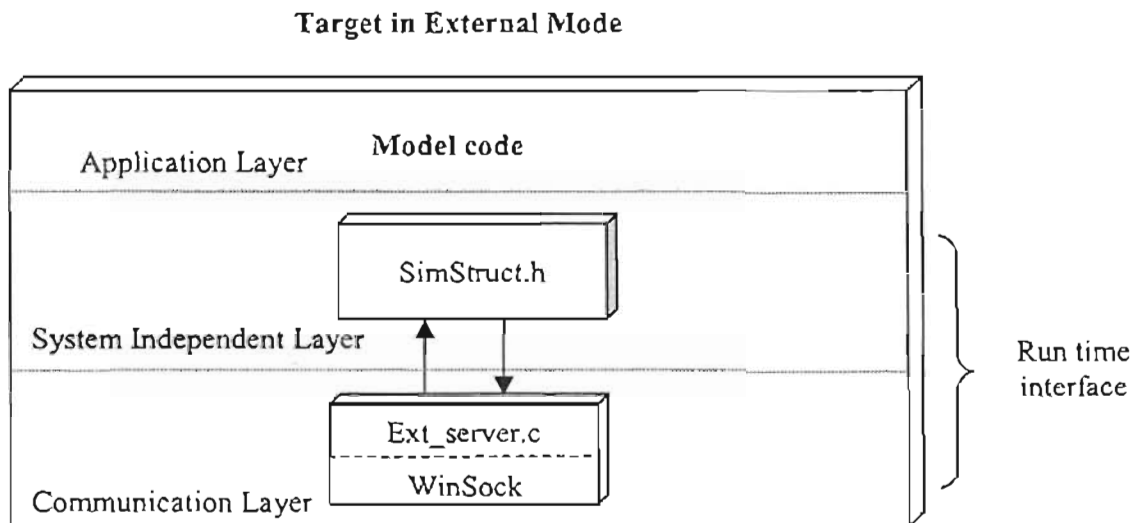 Target in External Mode
Model code
Application Layer
SimStruct.h
System Independent Layer
Run time
interface
Ext_server.c
WinSock
Communication Layer